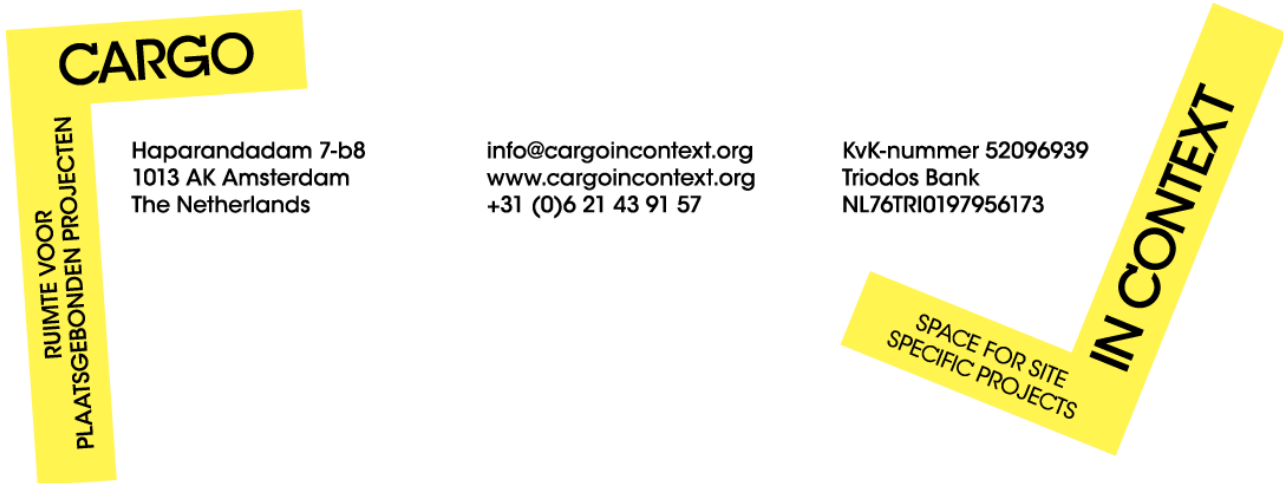 CARGO
RUIMTE VOOR
PLAATSGEBONDEN PROJECTEN
Haparandadam 7-b8
1013 AK Amsterdam
The Netherlands
info@cargoincontext.org
www.cargoincontext.org
+31 (0)6 21 43 91 57
KvK-nummer 52096939
Triodos Bank
NL76TRI0197956173
IN CONTEXT
SPACE FOR SITE
SPECIFIC PROJECTS